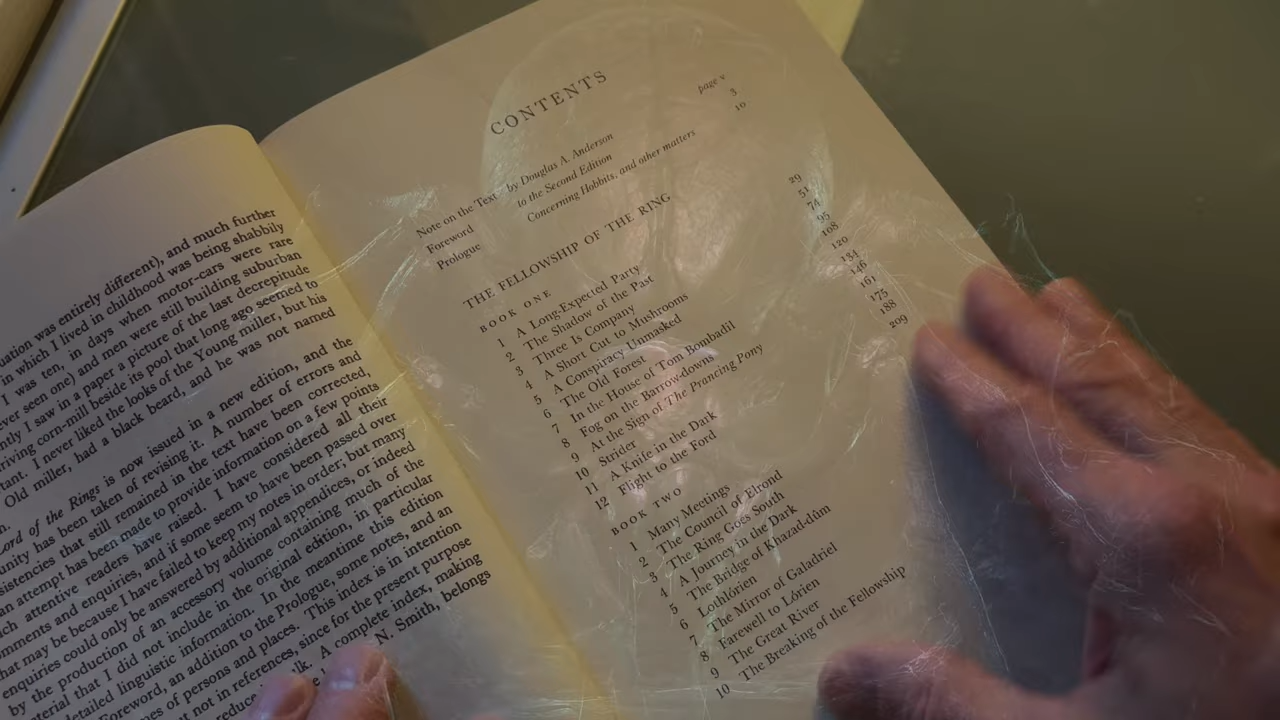 uation was entirely different), and much further
in which I lived in childhood was being shabbily
I was ten, in days when motor-cars were rare
ever seen one) and men were still building suburban
ntly I saw in a paper a picture of the last decrepitude
riving corn-mill beside its pool that long ago seemed to
tant. I never liked the looks of the Young miller, but his
Old miller, had a black beard, and he was not named
n.
Lord of the Rings is now issued in a new edition, and the
unity has been taken of revising it. A number of errors and
sistencies that still remained in the text have been corrected,
an attempt has been made to provide information on a few points
ch attentive readers have raised. I have considered all their
mments and enquiries, and if some seem to have been passed over
hat may be because I have failed to keep my notes in order; but many
enquiries could only be answered by additional appendices, or indeed
by the production of an accessory volume containing much of the
terial that I did not include in the original edition, in particular
detailed linguistic information. In the meantime this edition
Foreword, an addition to the Prologue, some notes, and an
mes of persons and places. This index is in intention
ut not in references, since for the present purpose
reduc ilk. A complete index, making
N. Smith, belongs
CONTENTS
Note on the Text by Douglas A. Anderson page v
Foreword to the Second Edition 3
Prologue Concerning Hobbits, and other matters 10
THE FELLOWSHIP OF THE RING
BOOK ONE
1 A Long-Expected Party 29
2 The Shadow of the Past 51
3 Three Is Company 74
4 A Short Cut to Mushrooms 95
5 A Conspiracy Unmasked 108
6 The Old Forest 120
7 In the House of Tom Bombadil 134
8 Fog on the Barrow-downs 146
9 At the Sign of The Prancing Pony 161
10 Strider 175
11 A Knife in the Dark 188
12 Flight to the Ford 209
BOOK TWO
1 Many Meetings
2 The Council of Elrond
3 The Ring Goes South
4 A Journey in the Dark
5 The Bridge of Khazad-dûm
6 Lothlórien
7 The Mirror of Galadriel
8 Farewell to Lórien
9 The Great River
10 The Breaking of the Fellowship